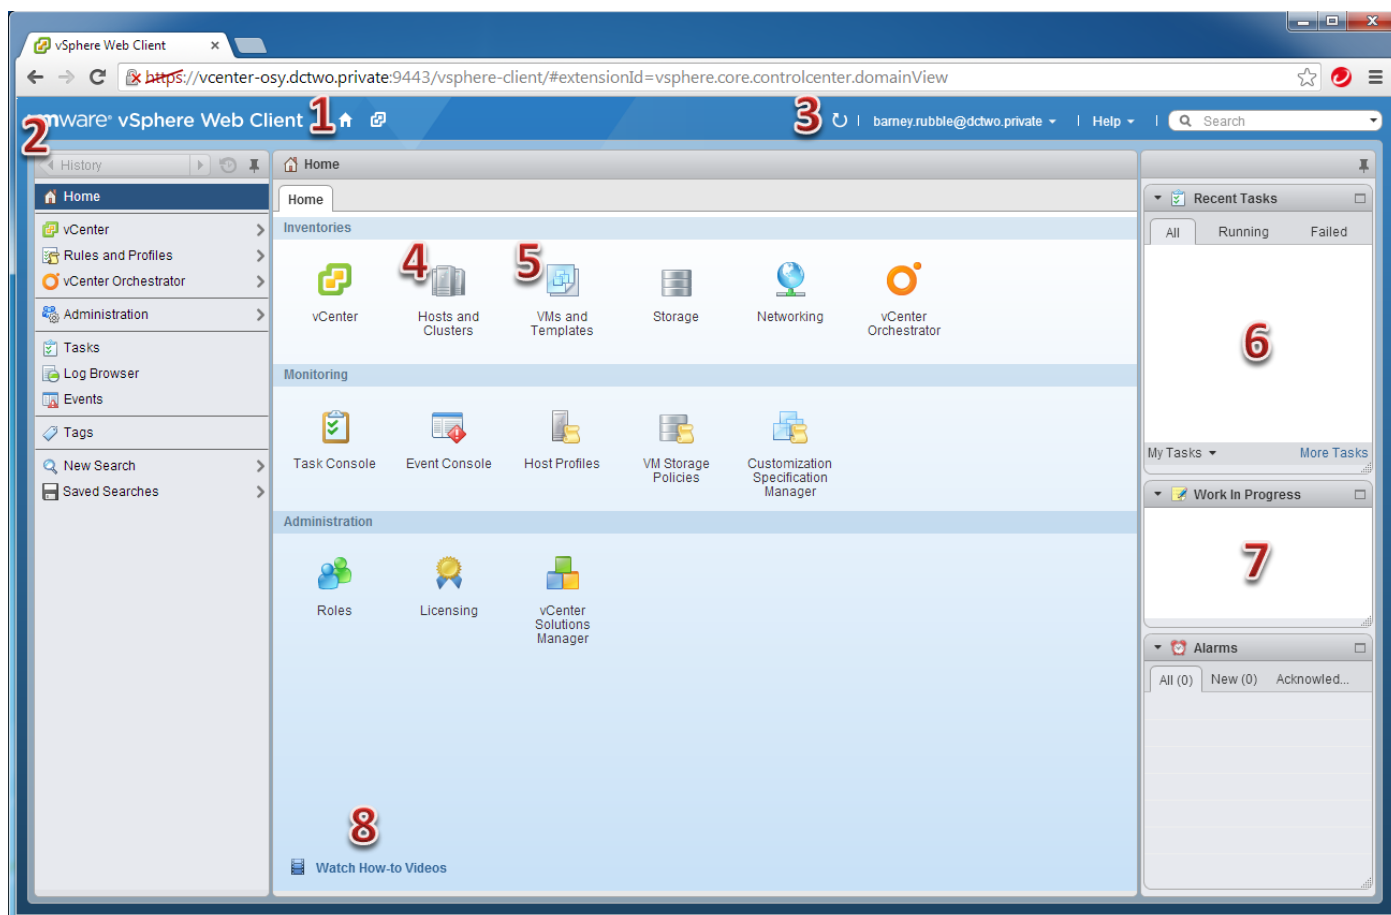 vSphere Web Client
https://vcenter-osy.dctwo.private:9443/vsphere-client/#extensionId=vsphere.core.controlcenter.domainView
vmware® vSphere Web Client 1 3 barney.rubble@dctwo.private Help Search
2
History
Home
vCenter
Rules and Profiles
vCenter Orchestrator
Administration
Tasks
Log Browser
Events
Tags
New Search
Saved Searches
Home
Home
Inventories
4 5
vCenter Hosts and Clusters VMs and Templates Storage Networking vCenter Orchestrator
Monitoring
Task Console Event Console Host Profiles VM Storage Policies Customization Specification Manager
Administration
Roles Licensing vCenter Solutions Manager
8
Watch How-to Videos
Recent Tasks
All Running Failed
6
My Tasks More Tasks
Work In Progress
7
Alarms
All (0) New (0) Acknowled...